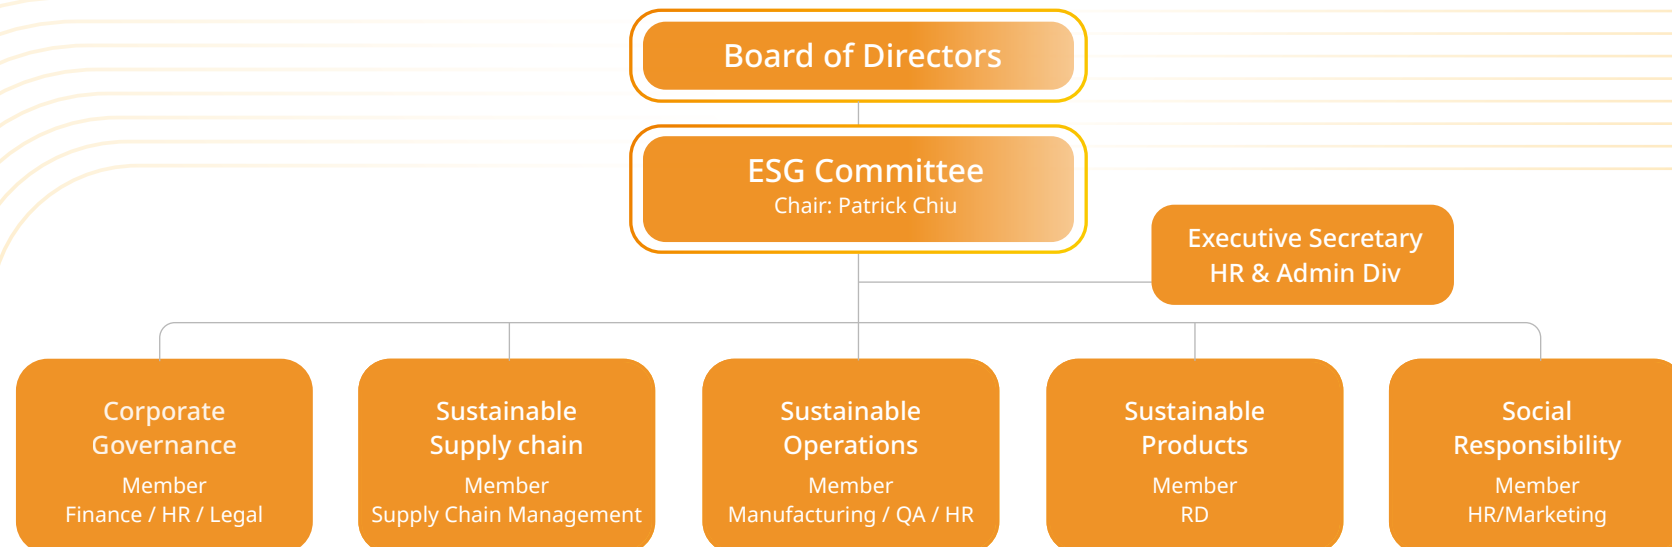 Board of Directors
ESG Committee
Chair: Patrick Chiu
Executive Secretary
HR & Admin Div
Corporate
Governance
Member
Finance / HR / Legal
Sustainable
Supply chain
Member
Supply Chain Management
Sustainable
Operations
Member
Manufacturing / QA / HR
Sustainable
Products
Member
RD
Social
Responsibility
Member
HR/Marketing